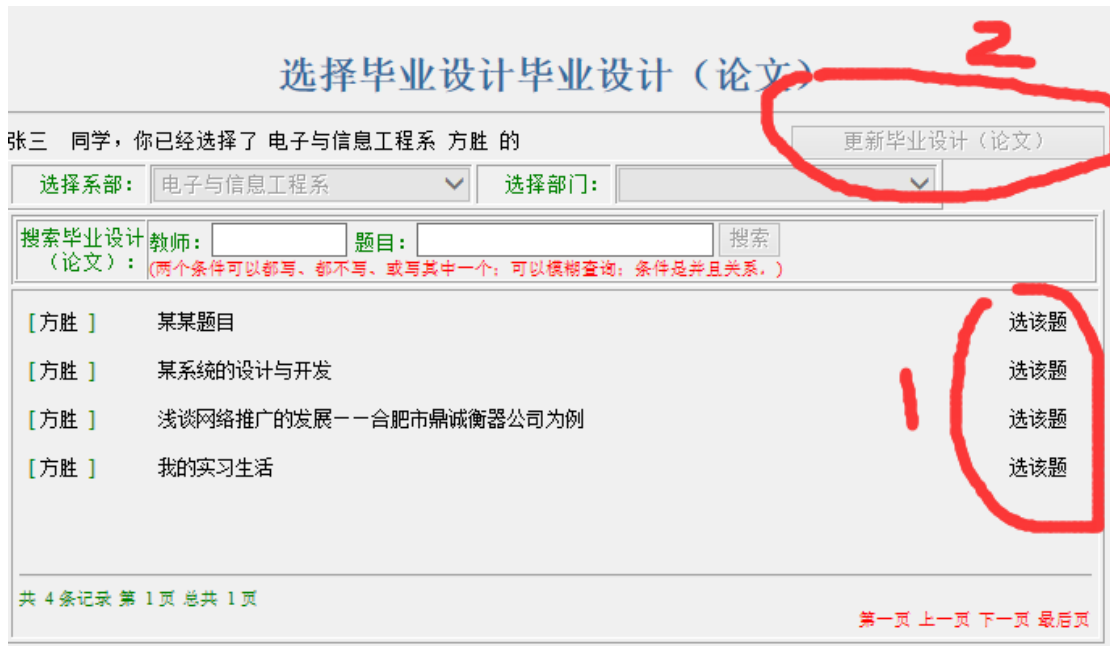 2
选择毕业设计毕业设计（论文）
张三 同学，你已经选择了 电子与信息工程系 方胜 的 更新毕业设计（论文）
选择系部： 电子与信息工程系 选择部门：
搜索毕业设计（论文）： 教师： 题目： 搜索
(两个条件可以都写、都不写、或写其中一个；可以模糊查询；条件是并且关系．)
[方胜 ] 某某题目 选该题
[方胜 ] 某系统的设计与开发 选该题
1
[方胜 ] 浅谈网络推广的发展——合肥市鼎诚衡器公司为例 选该题
[方胜 ] 我的实习生活 选该题
共 4 条记录 第 1 页 总共 1 页
第一页 上一页 下一页 最后页